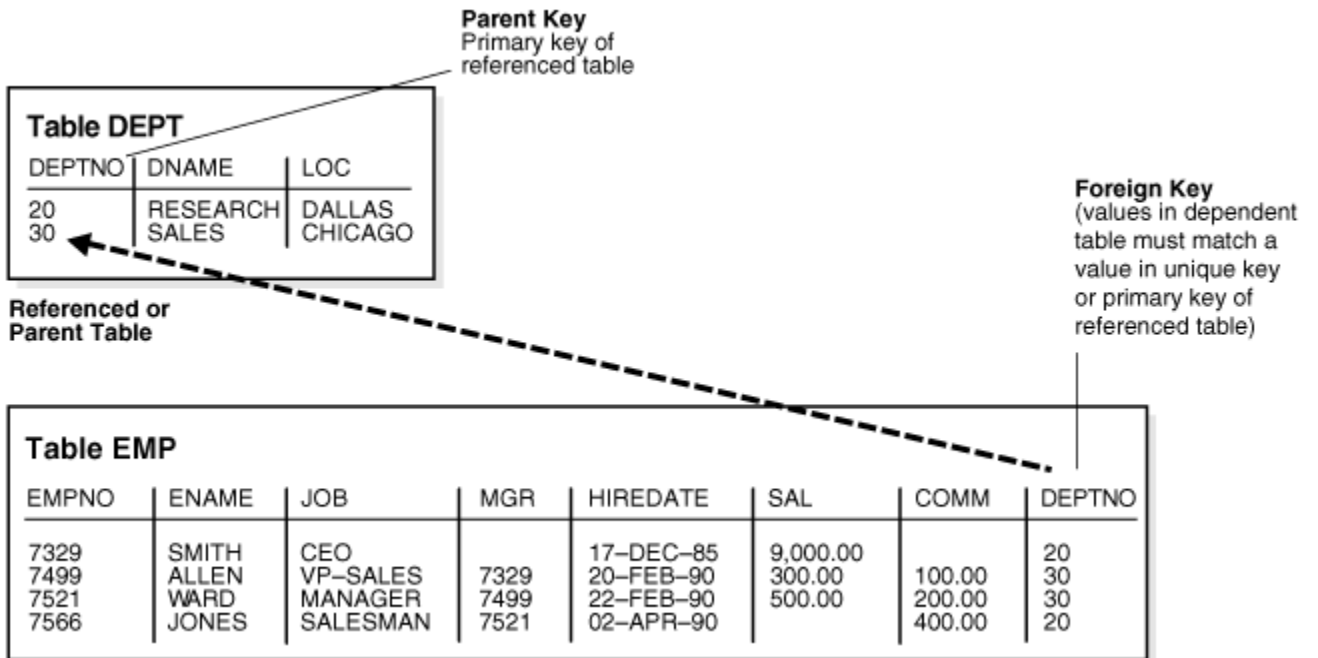 Parent Key
Primary key of
referenced table
Table DEPT
DEPTNO DNAME LOC
20 RESEARCH DALLAS
30 SALES CHICAGO
Referenced or
Parent Table
Foreign Key
(values in dependent
table must match a
value in unique key
or primary key of
referenced table)
Table EMP
EMPNO ENAME JOB MGR HIREDATE SAL COMM DEPTNO
7329 SMITH CEO 17–DEC–85 9,000.00 20
7499 ALLEN VP–SALES 7329 20–FEB–90 300.00 100.00 30
7521 WARD MANAGER 7499 22–FEB–90 500.00 200.00 30
7566 JONES SALESMAN 7521 02–APR–90 400.00 20